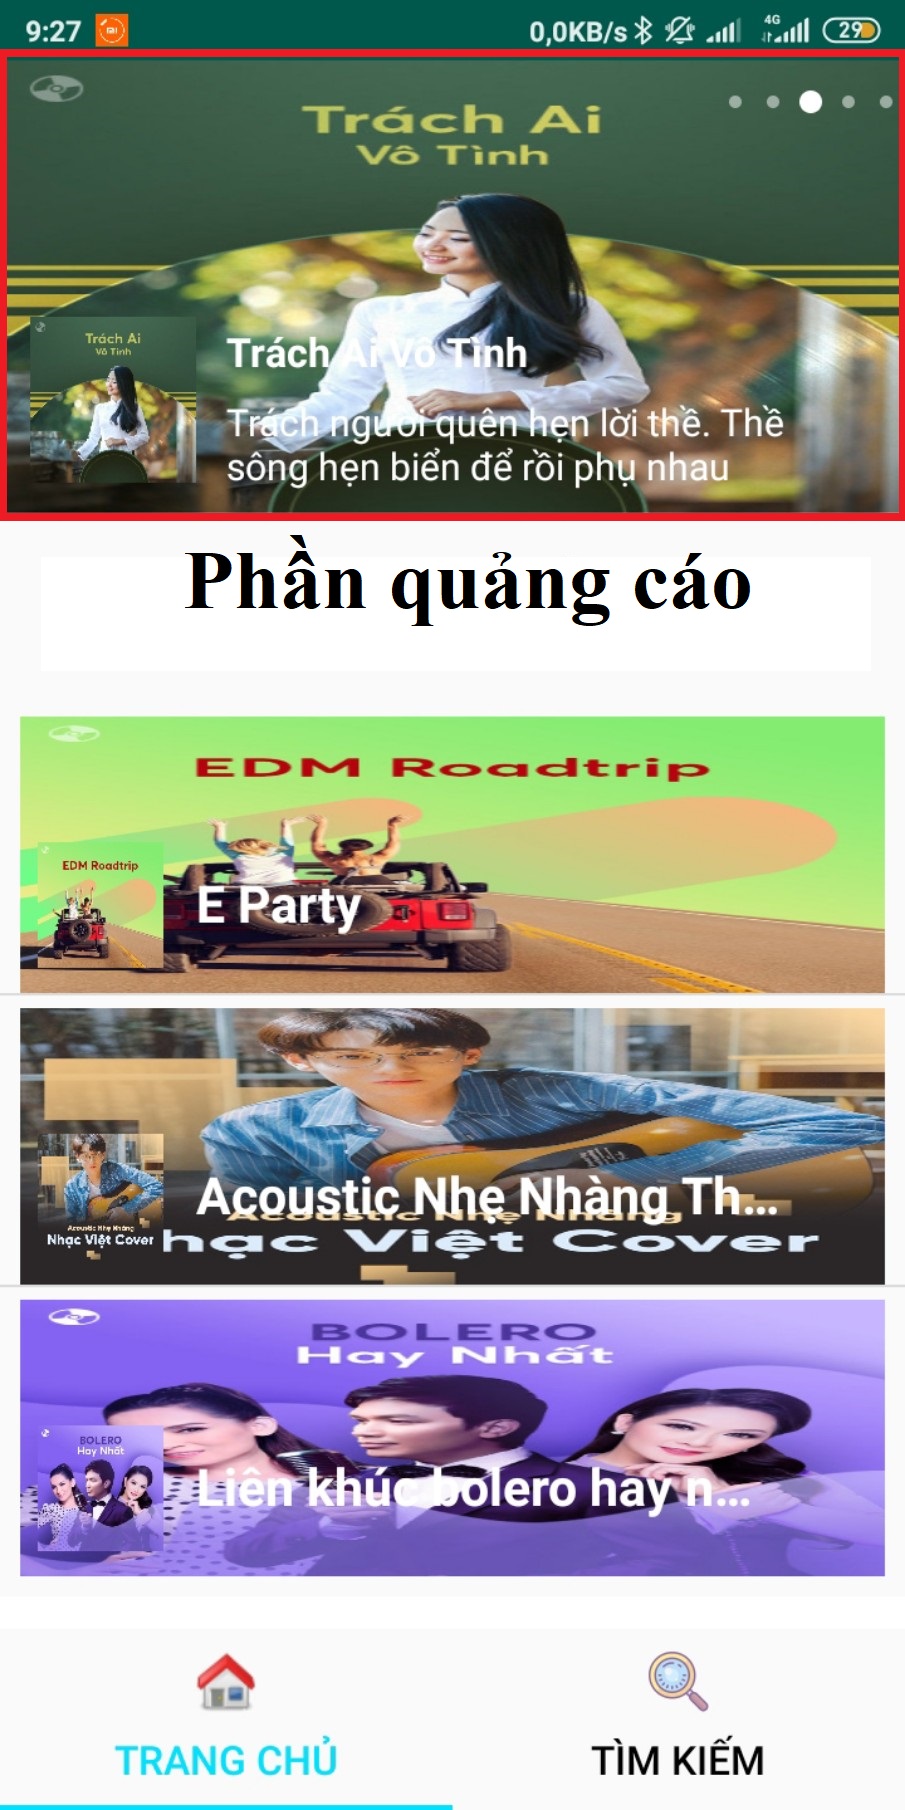 9:27
0,0KB/s
4G
29
Trách Ai
Vô Tình
Trách Ai
Vô Tình
Trách Ai Vô Tình
Trách người quên hẹn lời thề. Thề
sông hẹn biển để rồi phụ nhau
Phần quảng cáo
EDM Roadtrip
EDM Roadtrip
E Party
Acoustic Nhẹ Nhàng Th...
Acoustic Nhẹ Nhàng
Acoustic Nhẹ Nhàng
Nhạc Việt Cover
hạc Việt Cover
BOLERO
Hay Nhất
BOLERO
Hay Nhất
Liên khúc bolero hay n...
TRANG CHỦ
TÌM KIẾM